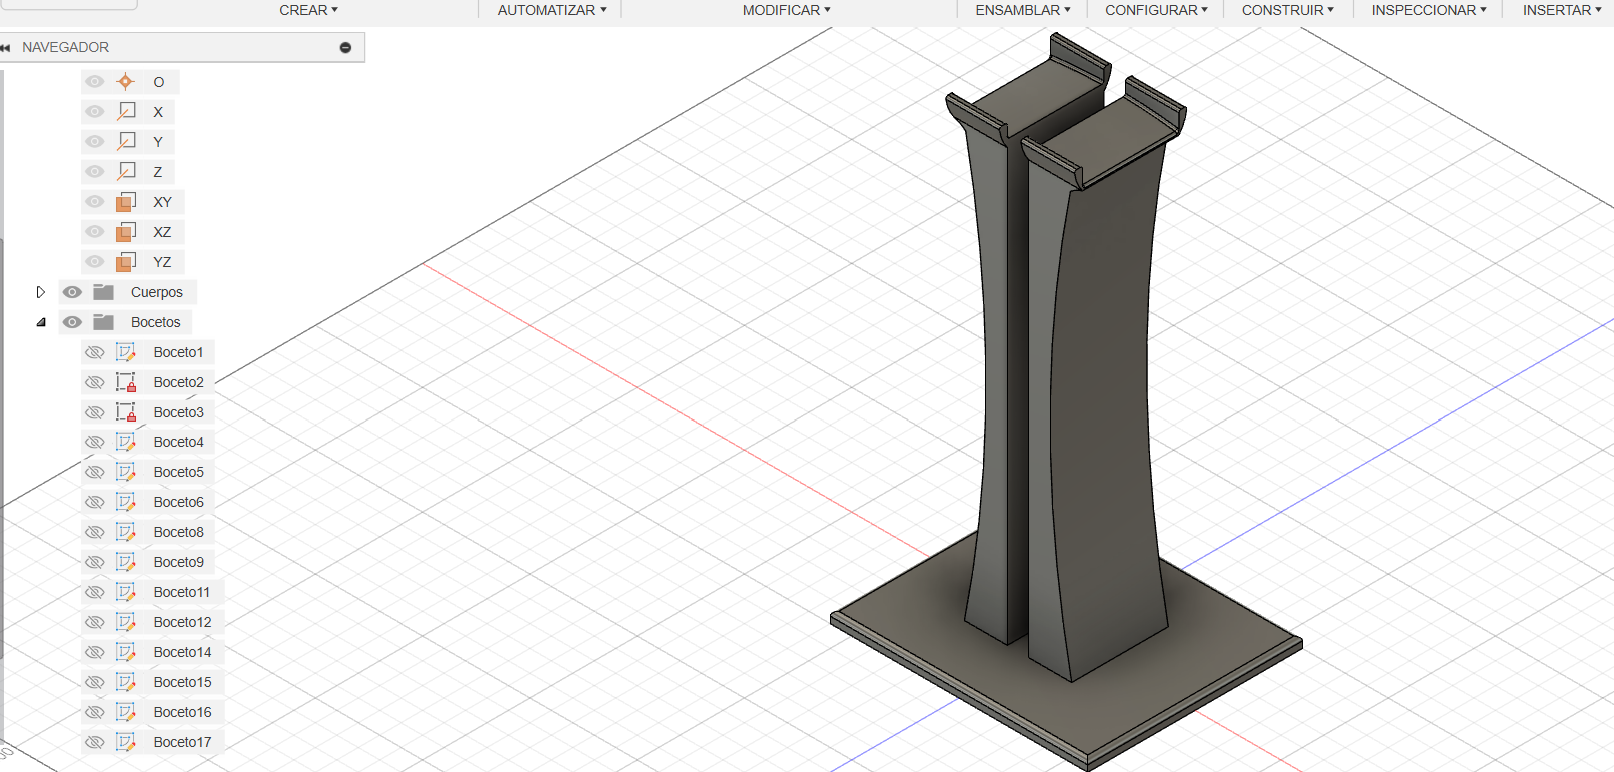 CREAR AUTOMATIZAR MODIFICAR ENSAMBLAR CONFIGURAR CONSTRUIR INSPECCIONAR INSERTAR
NAVEGADOR
O
X
Y
Z
XY
XZ
YZ
Cuerpos
Bocetos
Boceto1
Boceto2
Boceto3
Boceto4
Boceto5
Boceto6
Boceto8
Boceto9
Boceto11
Boceto12
Boceto14
Boceto15
Boceto16
Boceto17